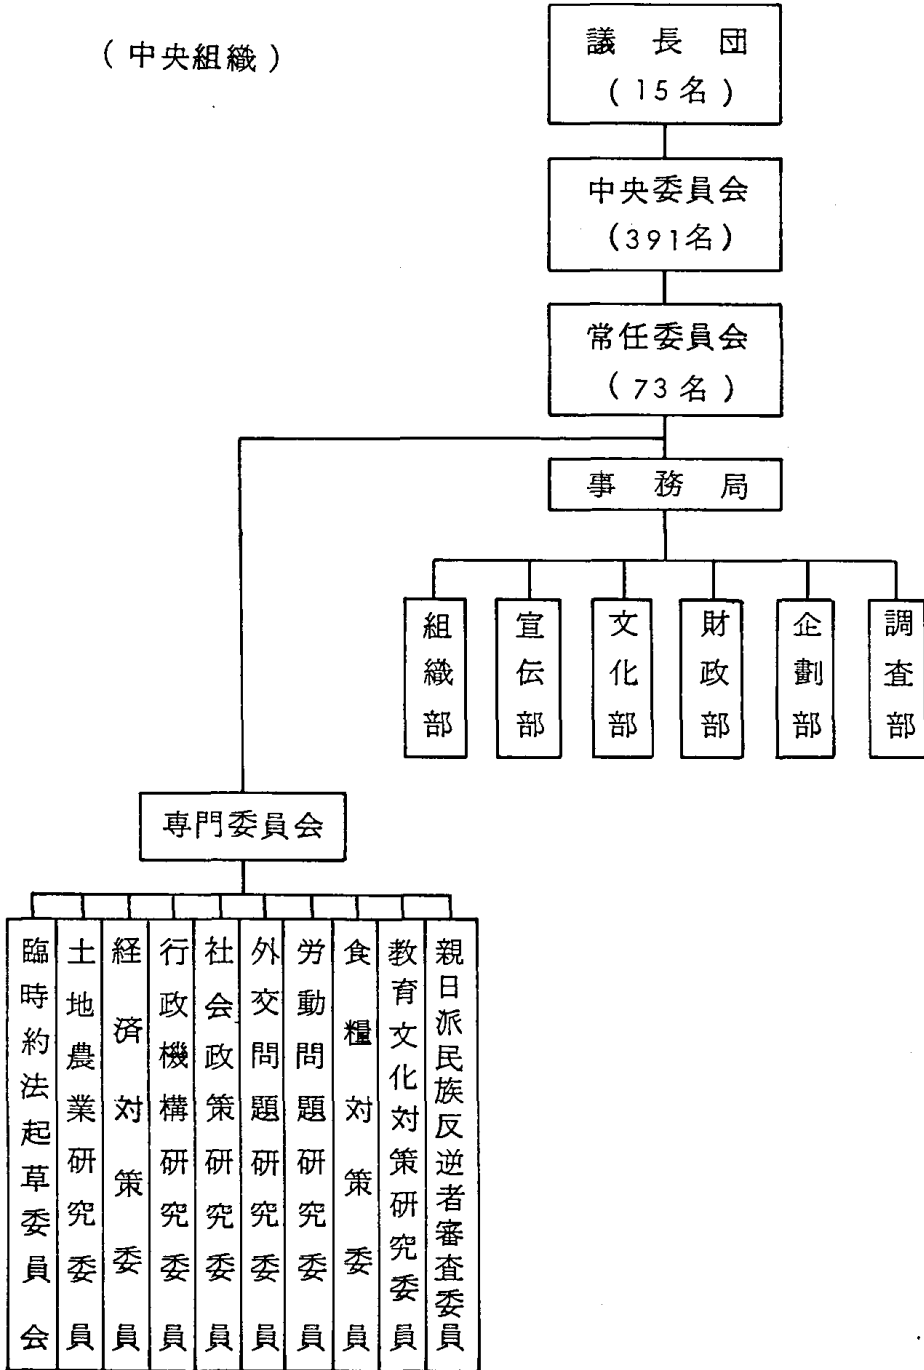 （中央組織）
議長団
（15名）
中央委員会
（391名）
常任委員会
（73名）
事務局
組織部
宣伝部
文化部
財政部
企劃部
調査部
専門委員会
臨時約法起草委員会
土地農業研究委員
経済対策委員
行政機構研究委員
社会政策研究委員
外交問題研究委員
労動問題研究委員
食糧対策委員
教育文化対策研究委員
親日派民族反逆者審査委員